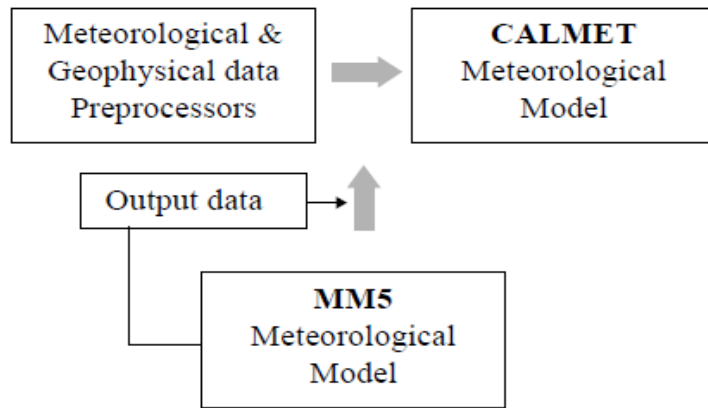 Meteorological &
Geophysical data
Preprocessors
CALMET
Meteorological
Model
Output data
MM5
Meteorological
Model